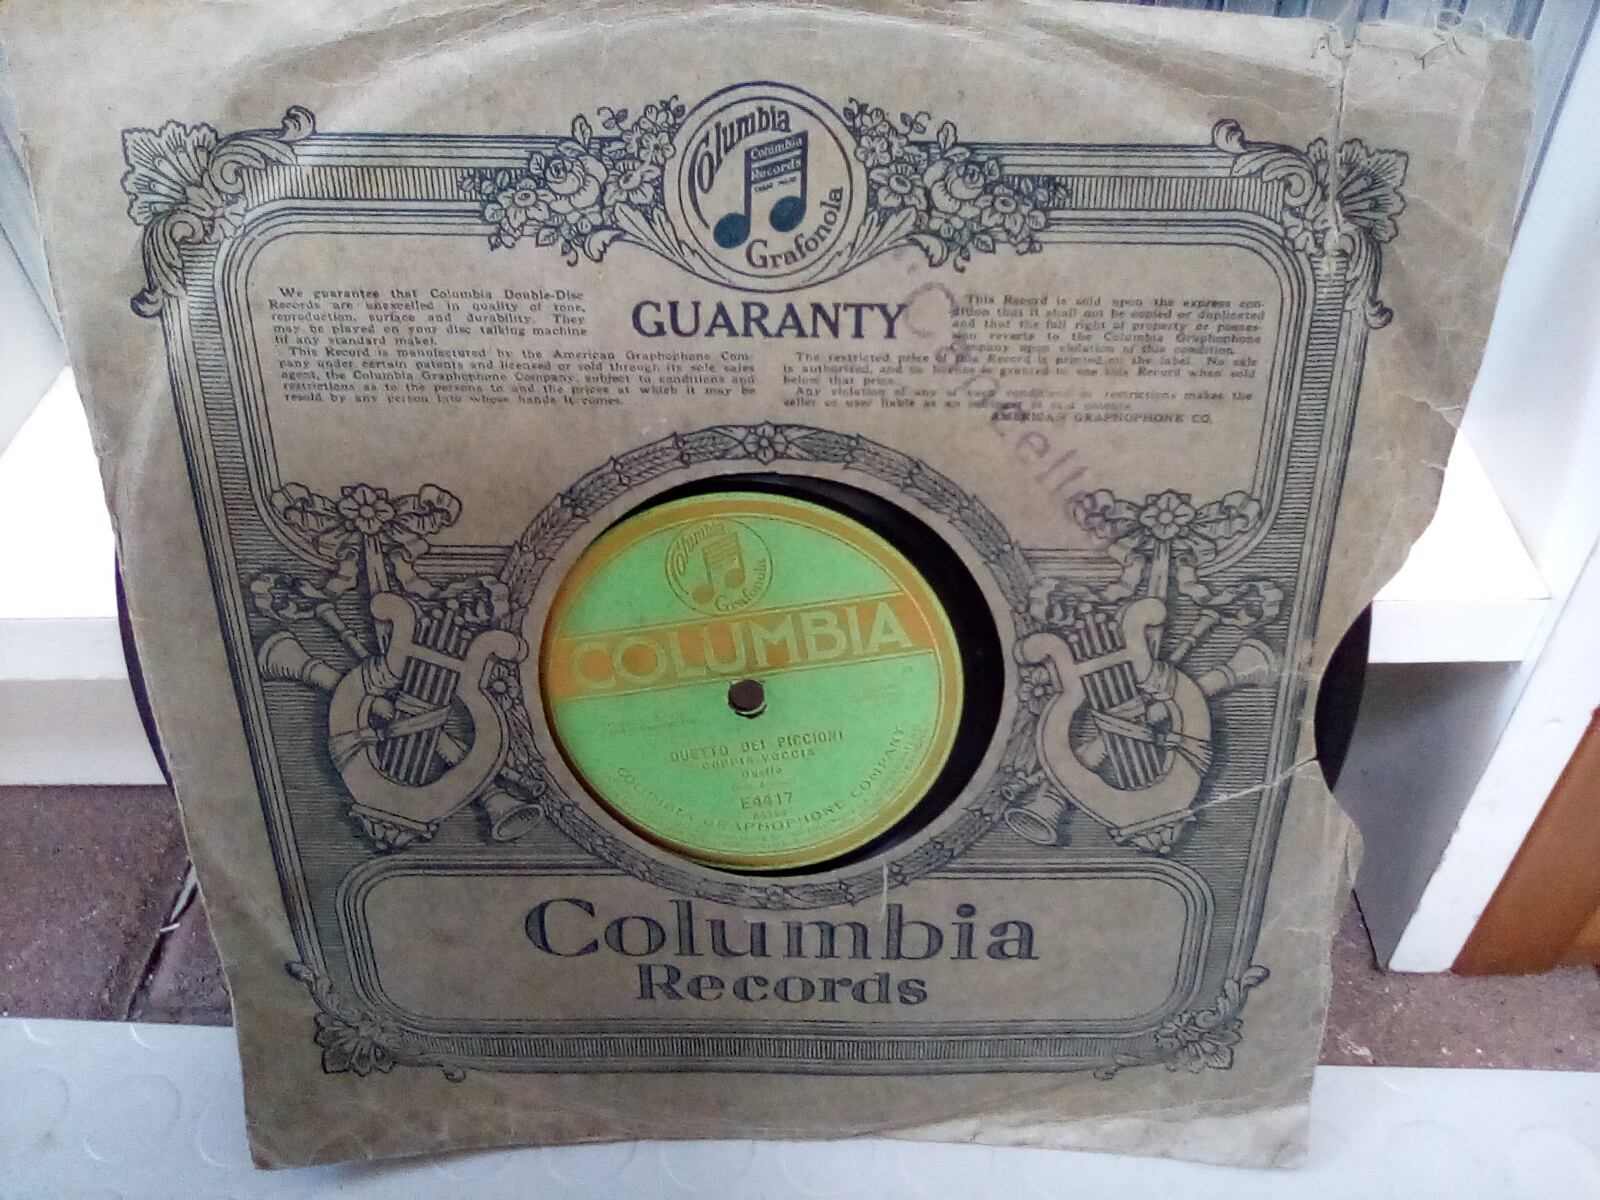 Columbia
Columbia
Records
Grafonola
GUARANTY
We guarantee that Columbia Double-Disc
Records are unexcelled in quality of tone,
reproduction, surface and durability. They
may be played on your disc talking machine
(if any standard make).
This Record is manufactured by the American Graphophone Com-
pany under certain patents and licensed or sold through its sole sales
agent, the Columbia Graphophone Company, subject to conditions and
restrictions as to the persons to and the prices at which it may be
resold by any person into whose hands it comes.
This Record is sold upon the express con-
dition that it shall not be copied or duplicated
and that the full right of property or posses-
sion reverts to the Columbia Graphophone
Company upon violation of this condition.
The restricted price of this Record is printed on the label. No sale
is authorized, and no license is granted to use this Record when sold
below that price.
Any violation of any of such conditions or restrictions makes the
seller or user liable as an infringer of said patents.
AMERICAN GRAPHOPHONE CO.
Columbia
Grafonola
COLUMBIA
DUETTO DEI PICCIONI
COPPIA-VOCCIA
Duetto
E4417
85389
COLUMBIA GRAPHOPHONE COMPANY
Columbia
Records